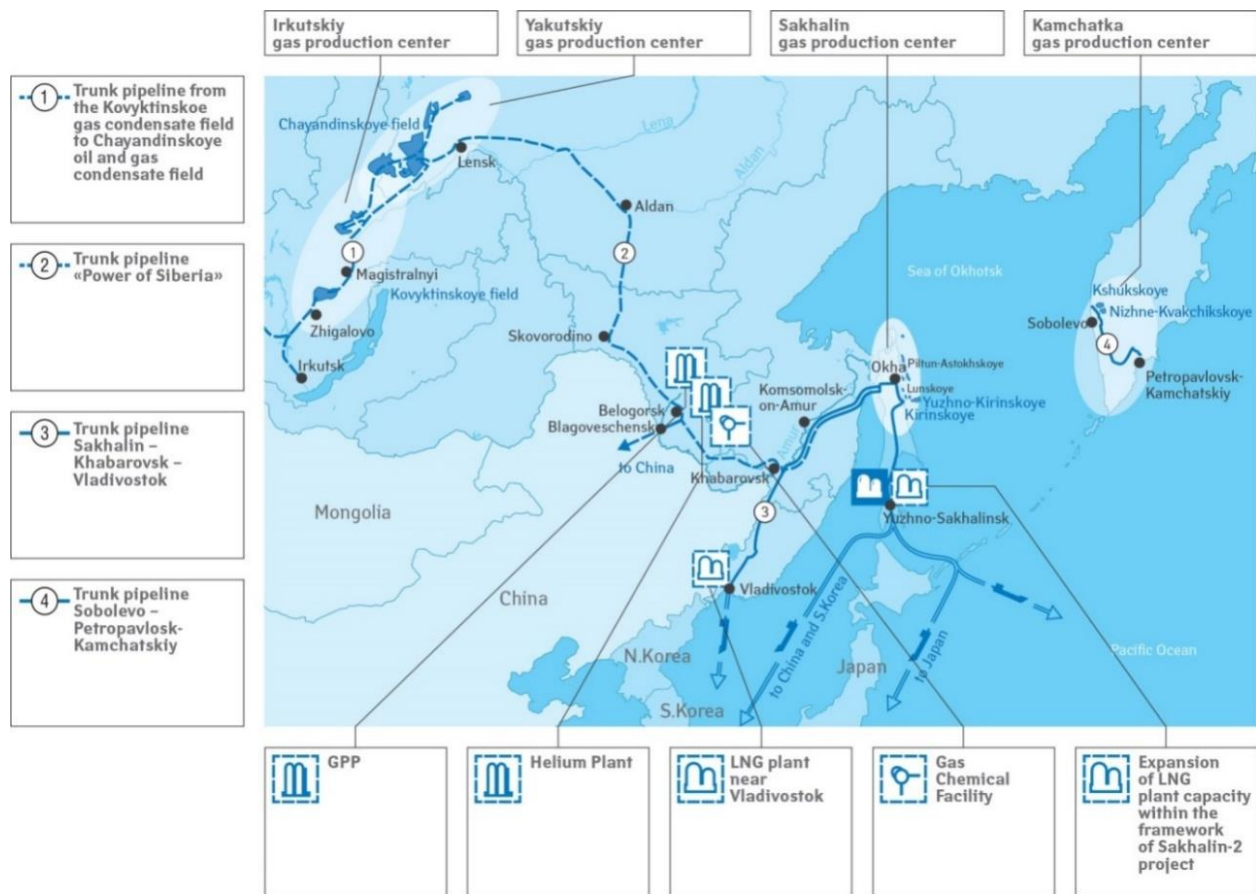 Irkutskiy
gas production center
Yakutskiy
gas production center
Sakhalin
gas production center
Kamchatka
gas production center
1
Trunk pipeline from
the Kovyktinskoe
gas condensate field
to Chayandinskoye
oil and gas
condensate field
2
Trunk pipeline
«Power of Siberia»
3
Trunk pipeline
Sakhalin –
Khabarovsk –
Vladivostok
4
Trunk pipeline
Sobolevo –
Petropavlosk-
Kamchatskiy
Chayandinskoye field
Lena
Lensk
Aldan
Aldan
1
2
Magistralnyi
Kovyktinskoye field
Zhigalovo
Irkutsk
Skovorodino
Sea of Okhotsk
Kshukskoye
Nizhne-Kvakchikskoye
Sobolevo
4
Petropavlovsk-
Kamchatskiy
Okha
Piltun-Astokhskoye
Lunskoye
Yuzhno-Kirinskoye
Kirinskoye
Komsomolsk-
on-Amur
Amur
Belogorsk
Blagoveschensk
to China
Khabarovsk
3
Yuzhno-Sakhalinsk
Mongolia
China
Vladivostok
N.Korea
S.Korea
Japan
to China and S.Korea
to Japan
Pacific Ocean
GPP
Helium Plant
LNG plant
near
Vladivostok
Gas
Chemical
Facility
Expansion
of LNG
plant capacity
within the
framework
of Sakhalin-2
project